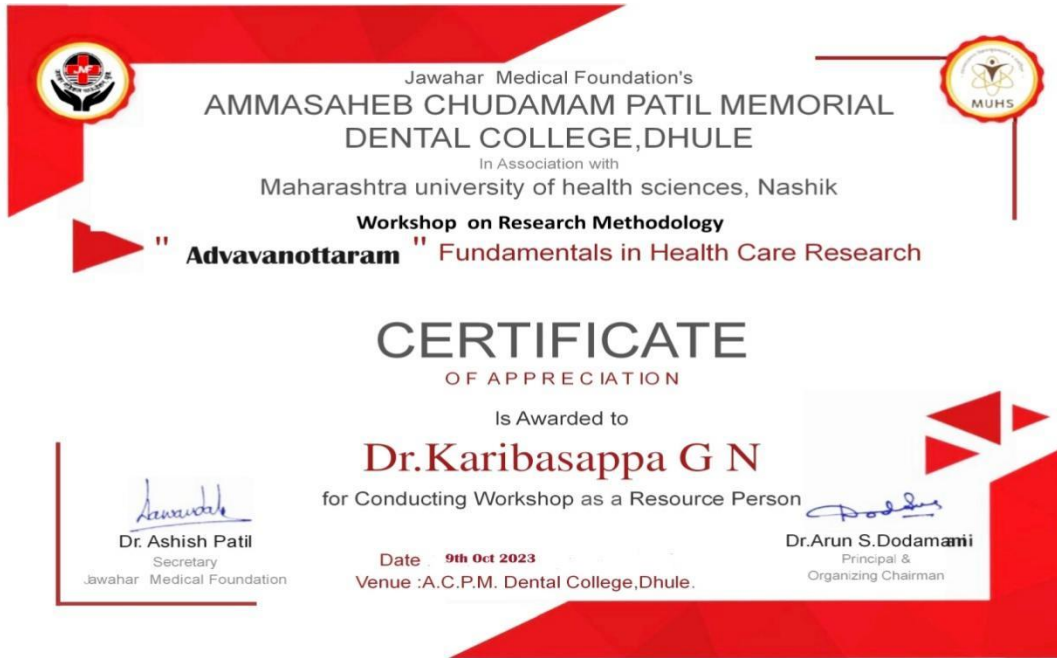 Jawahar Medical Foundation's
AMMASAHEB CHUDAMAM PATIL MEMORIAL
DENTAL COLLEGE,DHULE
In Association with
Maharashtra university of health sciences, Nashik
Workshop on Research Methodology
" Advavanottaram " Fundamentals in Health Care Research
JMF
MUHS
CERTIFICATE
OF APPRECIATION
Is Awarded to
Dr.Karibasappa G N
for Conducting Workshop as a Resource Person
Dr. Ashish Patil
Secretary
Jawahar Medical Foundation
Date . 9th Oct 2023
Venue :A.C.P.M. Dental College,Dhule.
Dr.Arun S.Dodamani
Principal &
Organizing Chairman